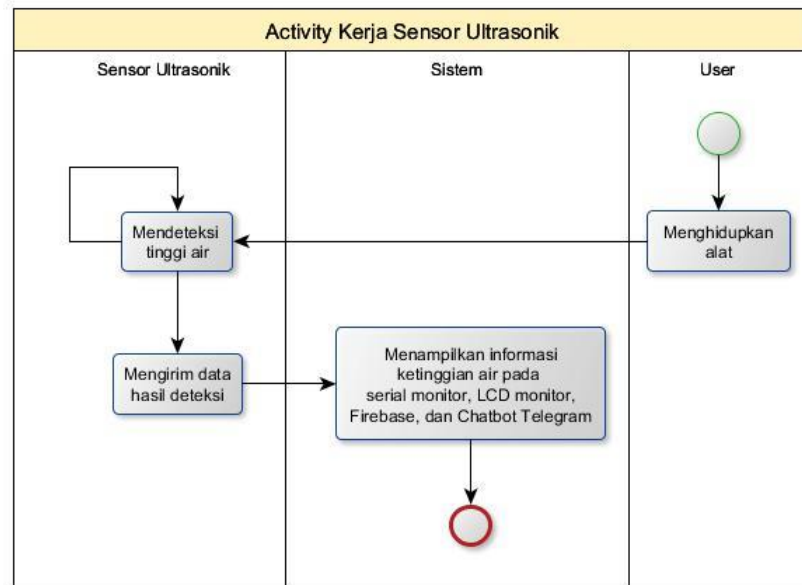 Activity Kerja Sensor Ultrasonik
Sensor Ultrasonik
Sistem
User
Mendeteksi
tinggi air
Menghidupkan
alat
Mengirim data
hasil deteksi
Menampilkan informasi
ketinggian air pada
serial monitor, LCD monitor,
Firebase, dan Chatbot Telegram